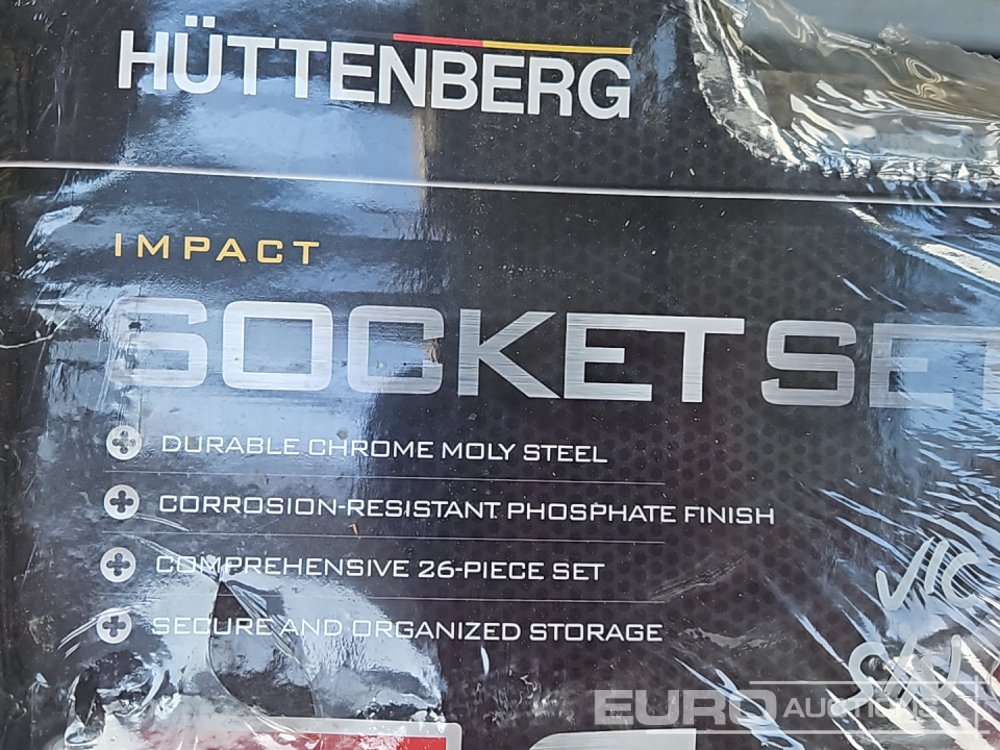 HÜTTENBERG
IMPACT
SOCKET SET
DURABLE CHROME MOLY STEEL
CORROSION-RESISTANT PHOSPHATE FINISH
COMPREHENSIVE 26-PIECE SET
SECURE AND ORGANIZED STORAGE
EURO AUCTIONS